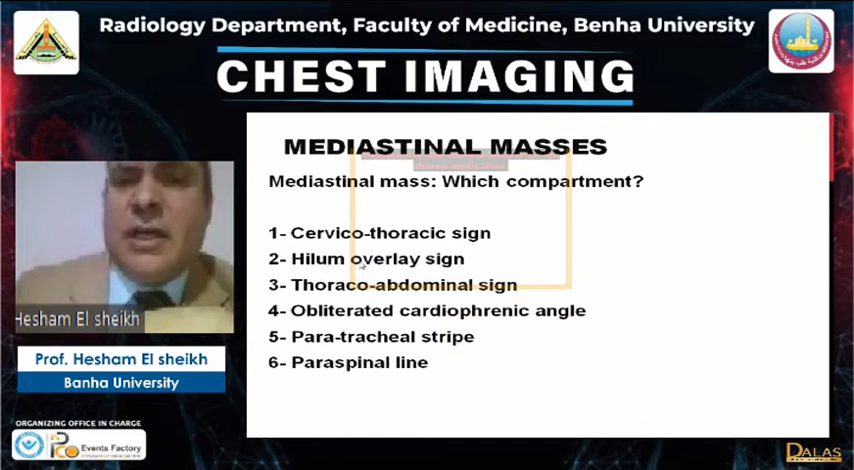 Radiology Department, Faculty of Medicine, Benha University
CHEST IMAGING
MEDIASTINAL MASSES
Mediastinal mass: Which compartment?
1- Cervico-thoracic sign
2- Hilum overlay sign
3- Thoraco-abdominal sign
4- Obliterated cardiophrenic angle
5- Para-tracheal stripe
6- Paraspinal line
Hesham El sheikh
Prof. Hesham El sheikh
Banha University
ORGANIZING OFFICE IN CHARGE
Events Factory
DALAS